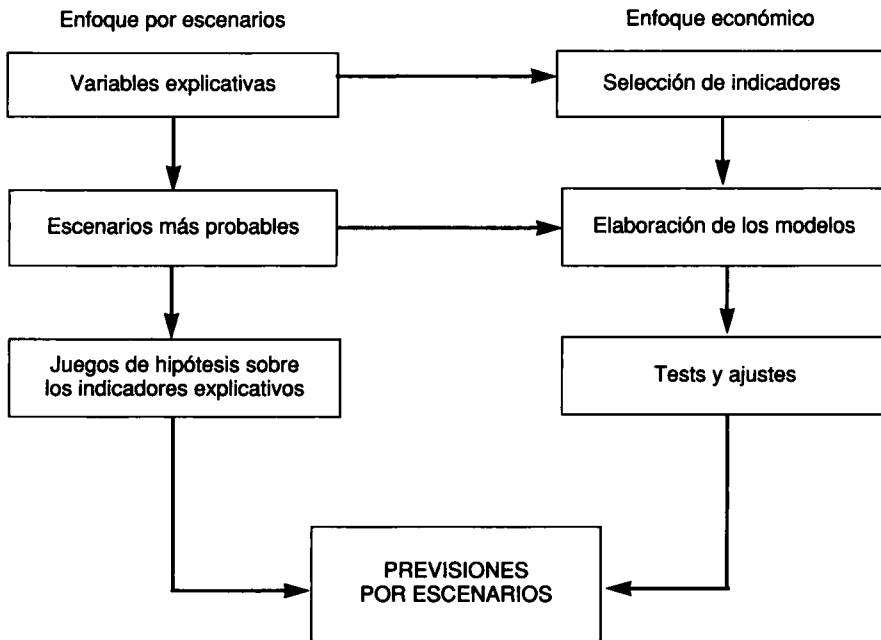 Enfoque por escenarios
Enfoque económico
Variables explicativas
Selección de indicadores
Escenarios más probables
Elaboración de los modelos
Juegos de hipótesis sobre
los indicadores explicativos
Tests y ajustes
PREVISIONES
POR ESCENARIOS